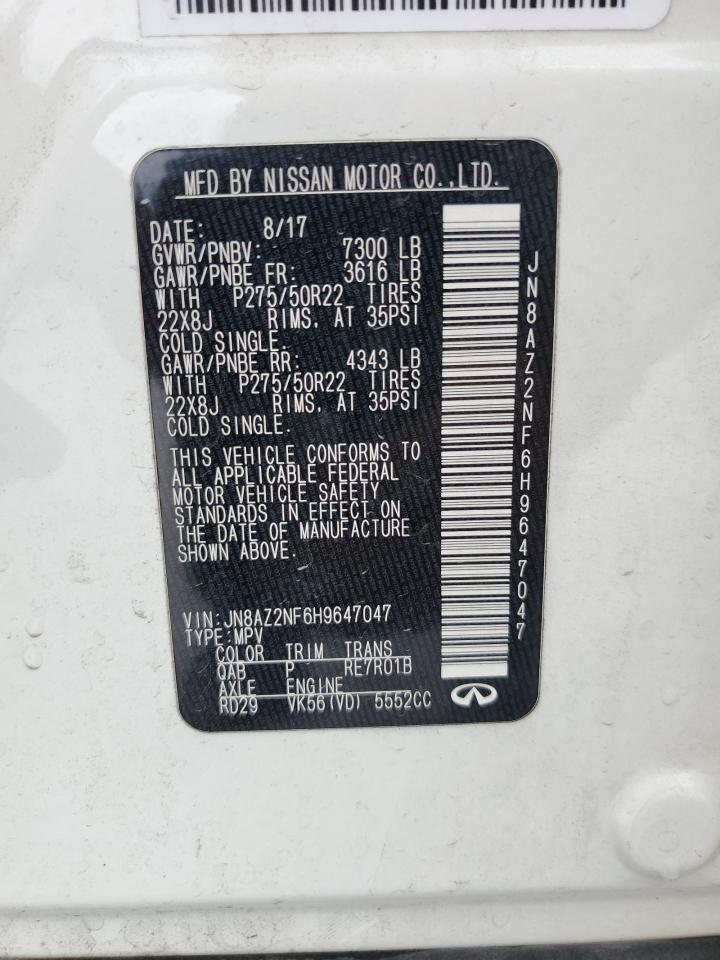 MFD BY NISSAN MOTOR CO.,LTD.
DATE: 8/17
GVWR/PNBV: 7300 LB
GAWR/PNBE FR: 3616 LB
WITH P275/50R22 TIRES
22X8J RIMS, AT 35PSI
COLD SINGLE.
GAWR/PNBE RR: 4343 LB
WITH P275/50R22 TIRES
22X8J RIMS, AT 35PSI
COLD SINGLE.
THIS VEHICLE CONFORMS TO
ALL APPLICABLE FEDERAL
MOTOR VEHICLE SAFETY
STANDARDS IN EFFECT ON
THE DATE OF MANUFACTURE
SHOWN ABOVE.
VIN:JN8AZ2NF6H9647047
TYPE:MPV
COLOR TRIM TRANS
QAB P RE7R01B
AXLE ENGINE
RD29 VK56(VD) 5552CC
JN8AZ2NF6H9647047